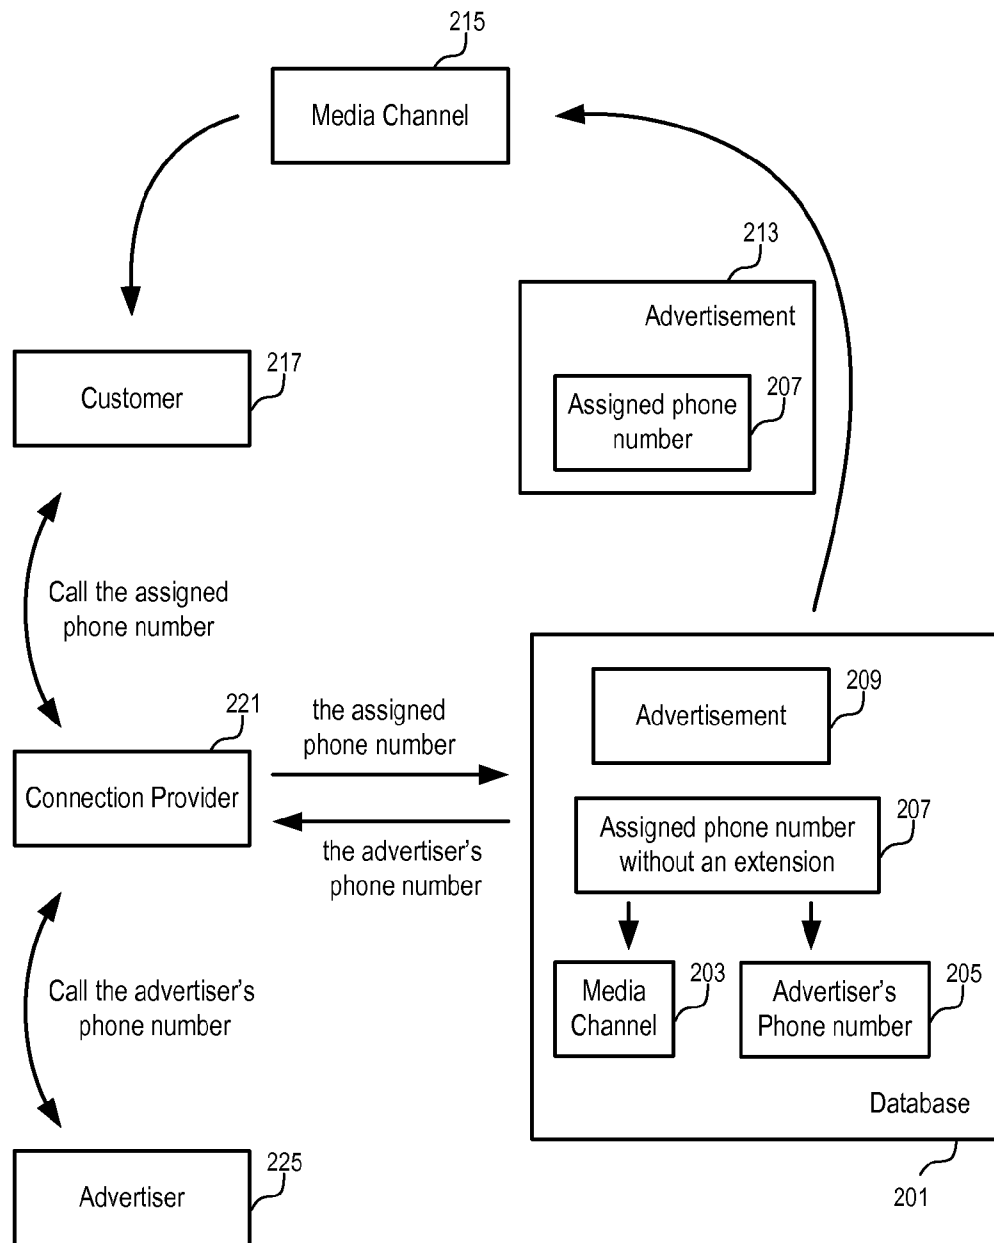 215
Media Channel
213
Advertisement
207
Assigned phone
number
217
Customer
Call the assigned
phone number
221
Connection Provider
the assigned
phone number
the advertiser's
phone number
209
Advertisement
207
Assigned phone number
without an extension
203
Media
Channel
205
Advertiser's
Phone number
Database
201
Call the advertiser's
phone number
225
Advertiser